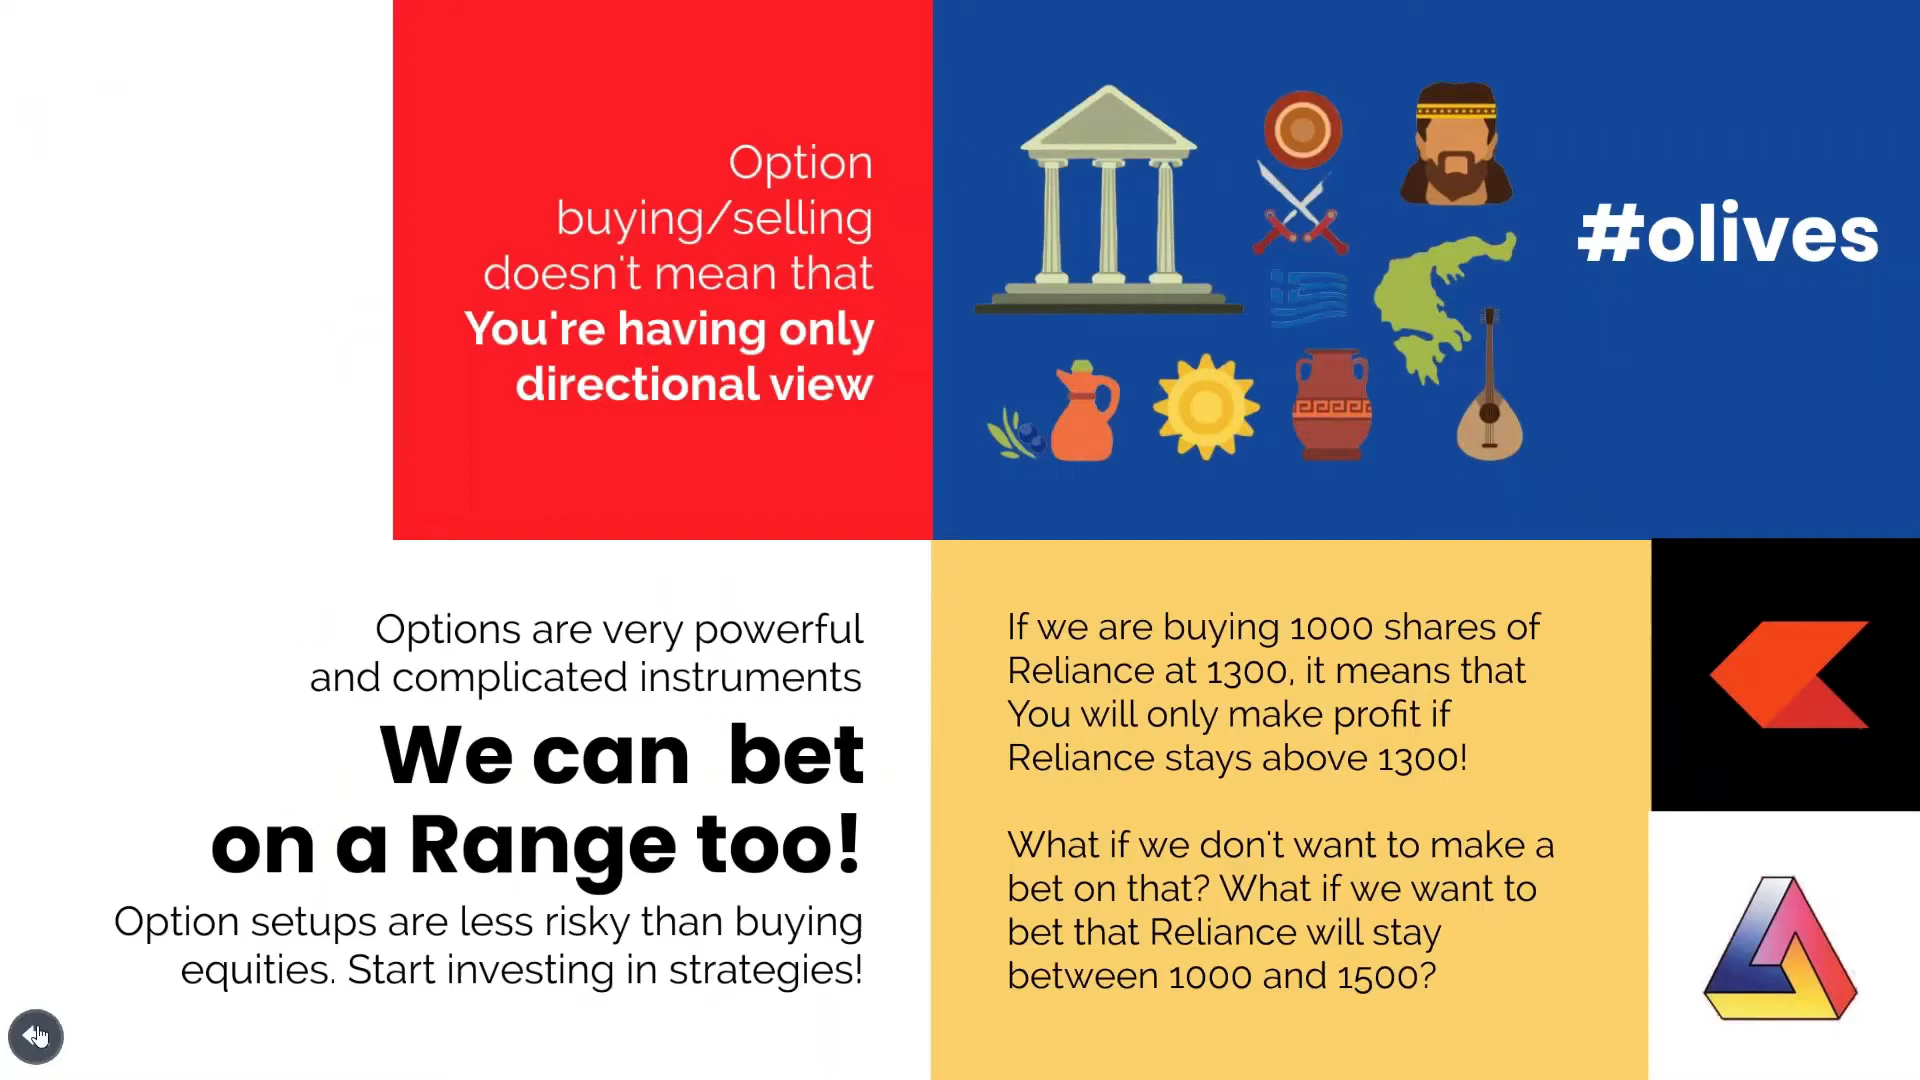 Option
buying/selling
doesn't mean that
You're having only
directional view
#olives
Options are very powerful
and complicated instruments
We can bet
on a Range too!
Option setups are less risky than buying
equities. Start investing in strategies!
If we are buying 1000 shares of
Reliance at 1300, it means that
You will only make profit if
Reliance stays above 1300!
What if we don't want to make a
bet on that? What if we want to
bet that Reliance will stay
between 1000 and 1500?